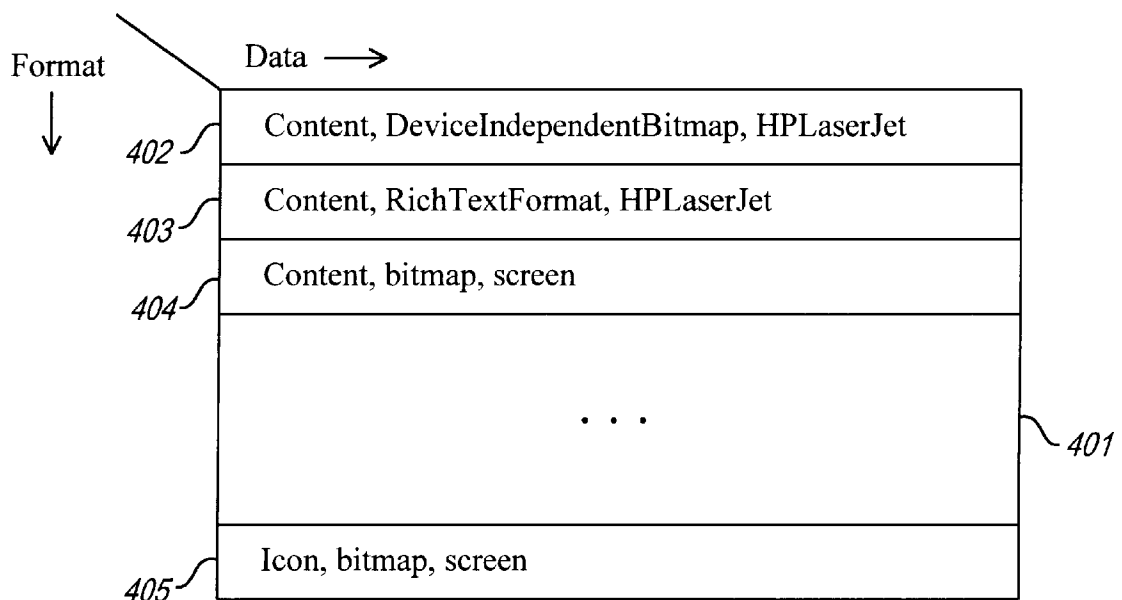 Data
Format
Content, DeviceIndependentBitmap, HPLaserJet
402
Content, RichTextFormat, HPLaserJet
403
Content, bitmap, screen
404
. . .
401
Icon, bitmap, screen
405